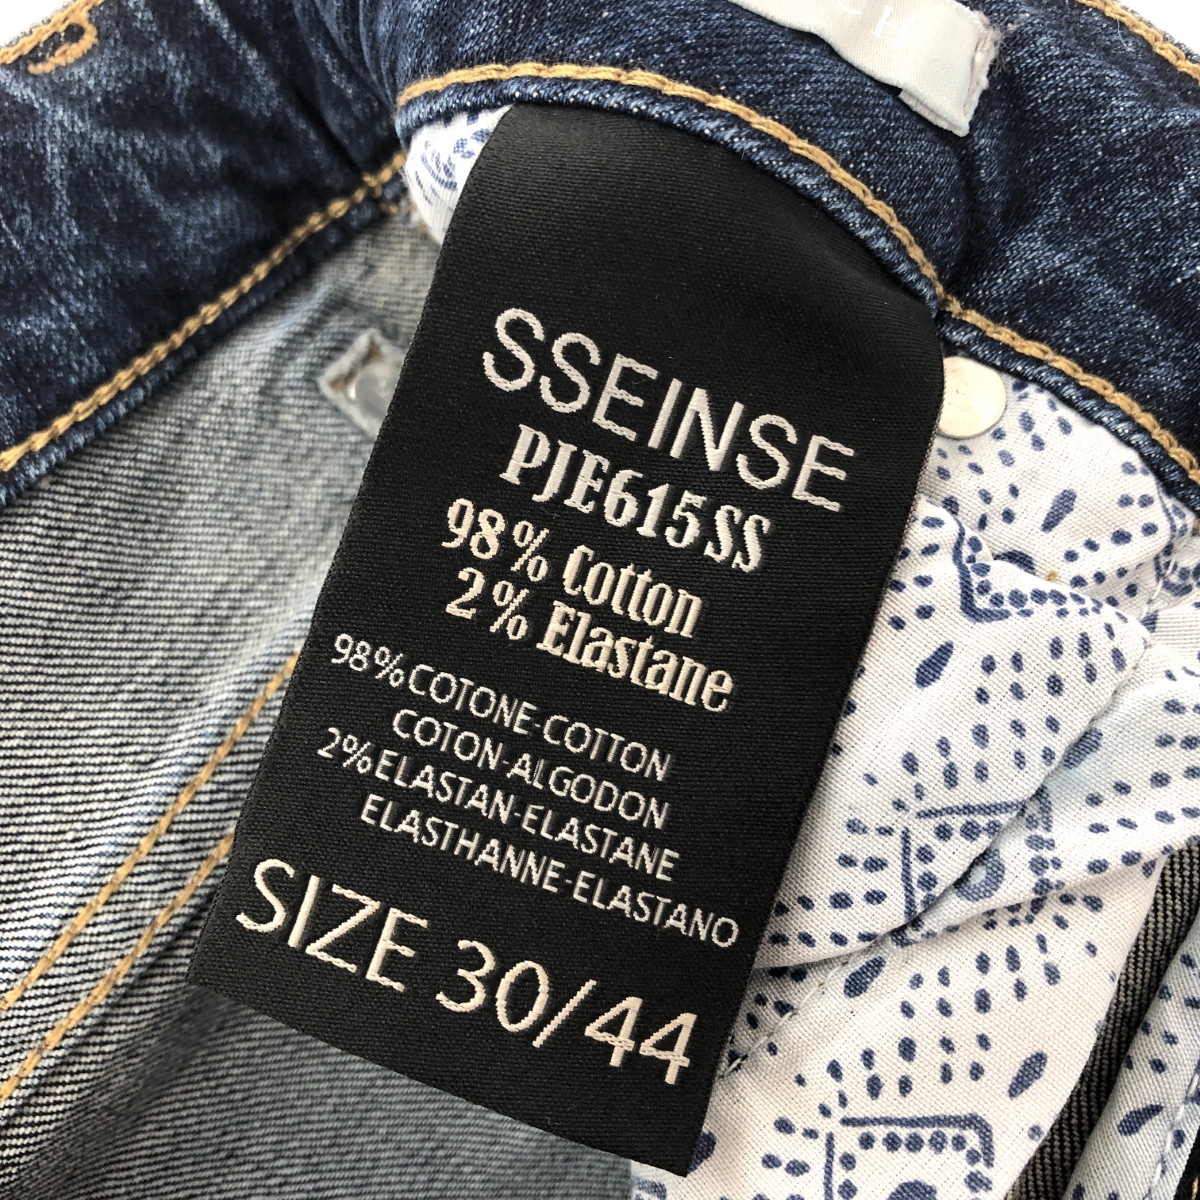 SSEINSE
PJE615SS
98% Cotton
2% Elastane
98%COTONE-COTTON
COTON-ALGODON
2%ELASTAN-ELASTANE
ELASTHANNE-ELASTANO
SIZE 30/44